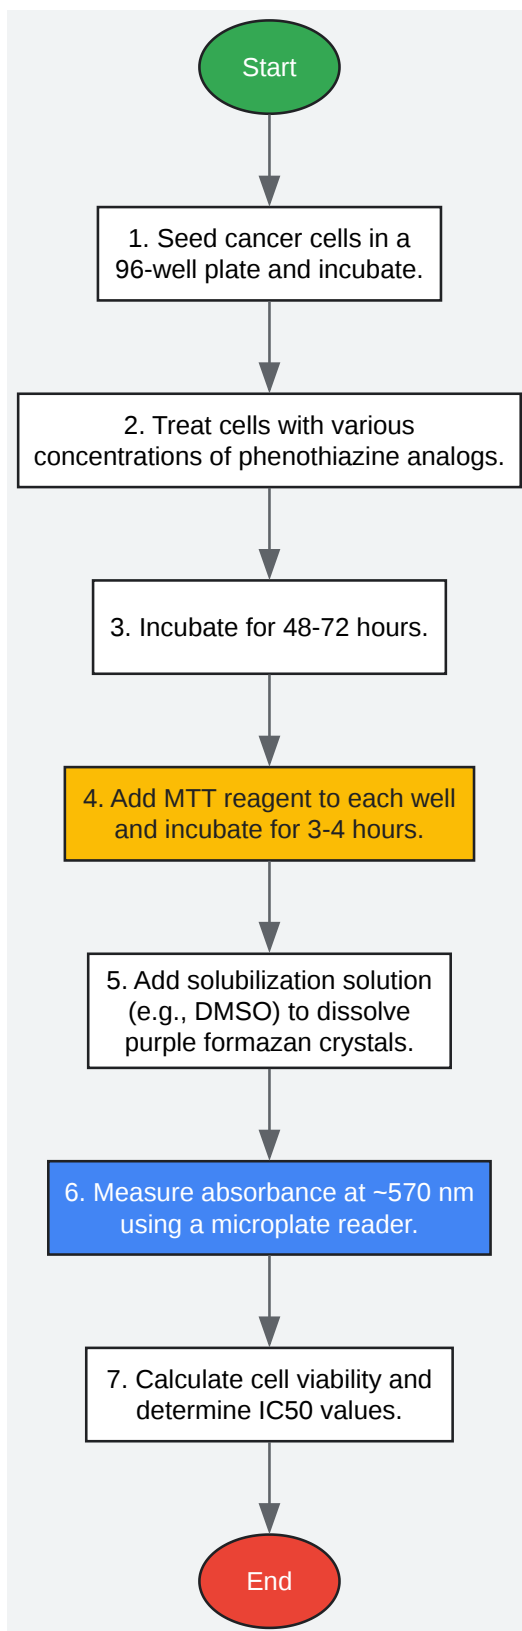 Start
1. Seed cancer cells in a
96-well plate and incubate.
2. Treat cells with various
concentrations of phenothiazine analogs.
3. Incubate for 48-72 hours.
4. Add MTT reagent to each well
and incubate for 3-4 hours.
5. Add solubilization solution
(e.g., DMSO) to dissolve
purple formazan crystals.
6. Measure absorbance at ~570 nm
using a microplate reader.
7. Calculate cell viability and
determine IC50 values.
End